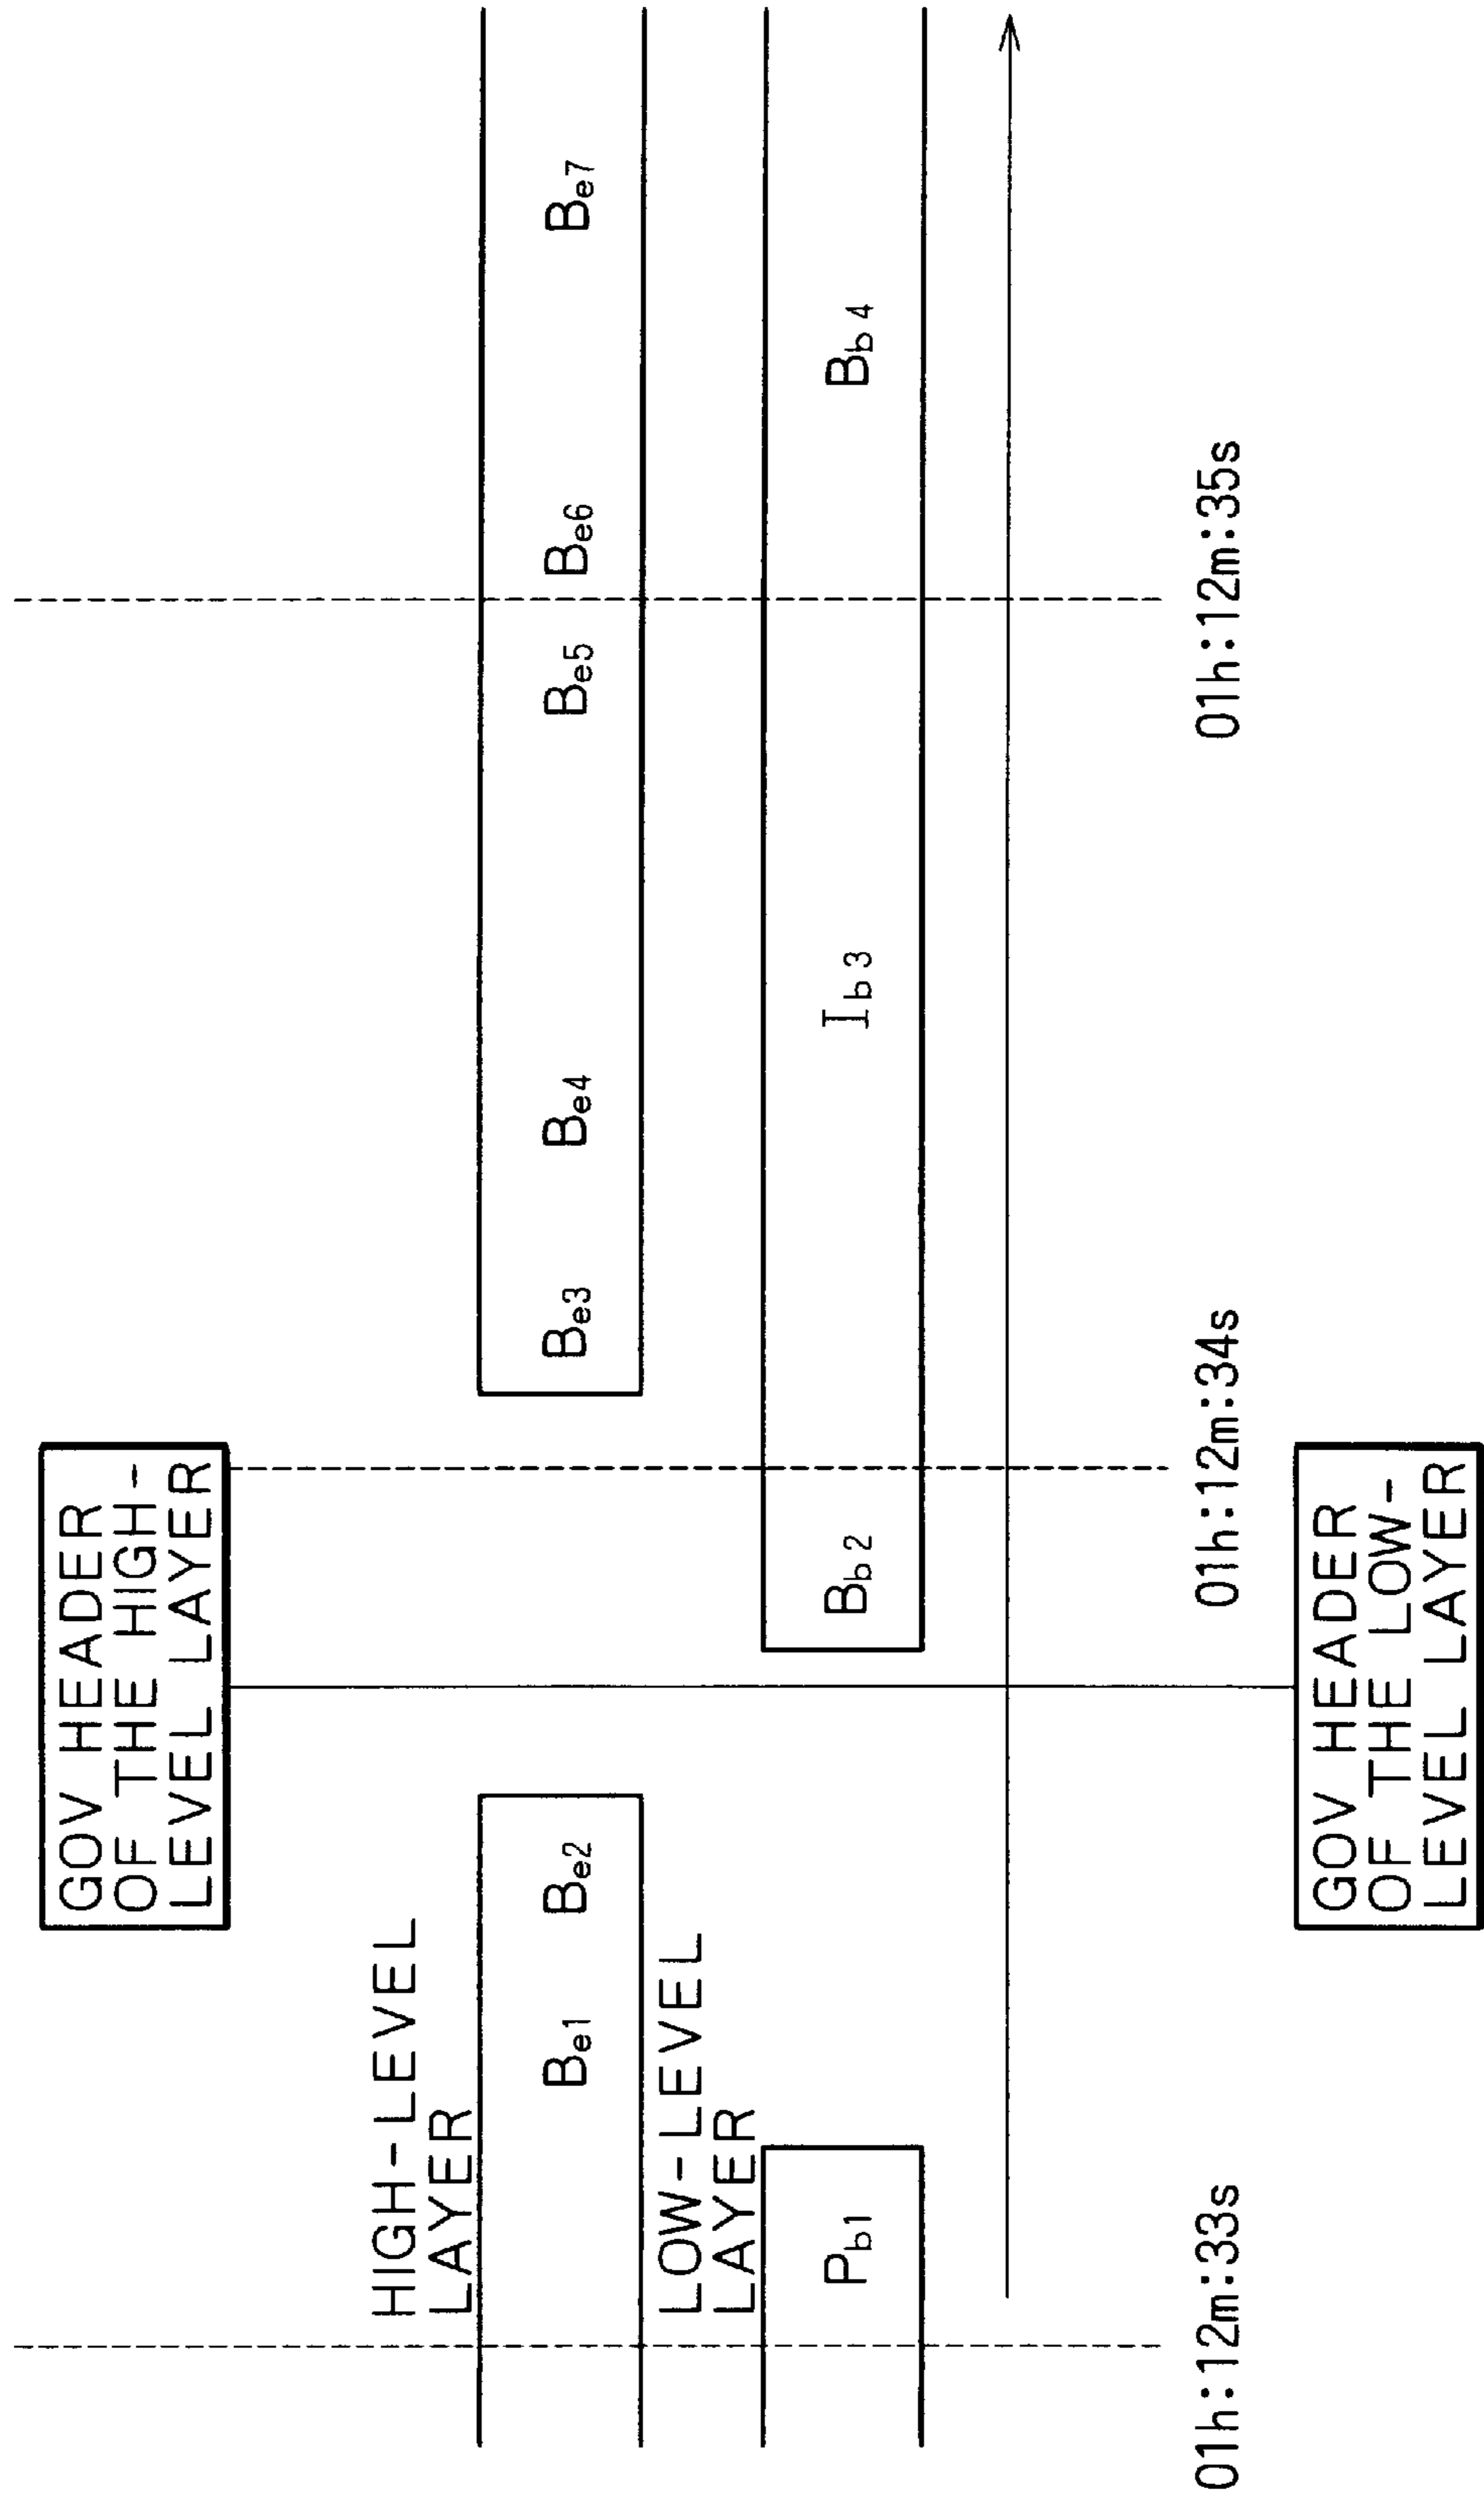 GOV HEADER
OF THE HIGH-
LEVEL LAYER
HIGH-LEVEL
LAYER
Be1 Be2 Be3 Be4 Be5 Be6 Be7
LOW-LEVEL
LAYER
Pb1 Bb2 Ib3 Bb4
01h:12m:33s 01h:12m:34s 01h:12m:35s
GOV HEADER
OF THE LOW-
LEVEL LAYER